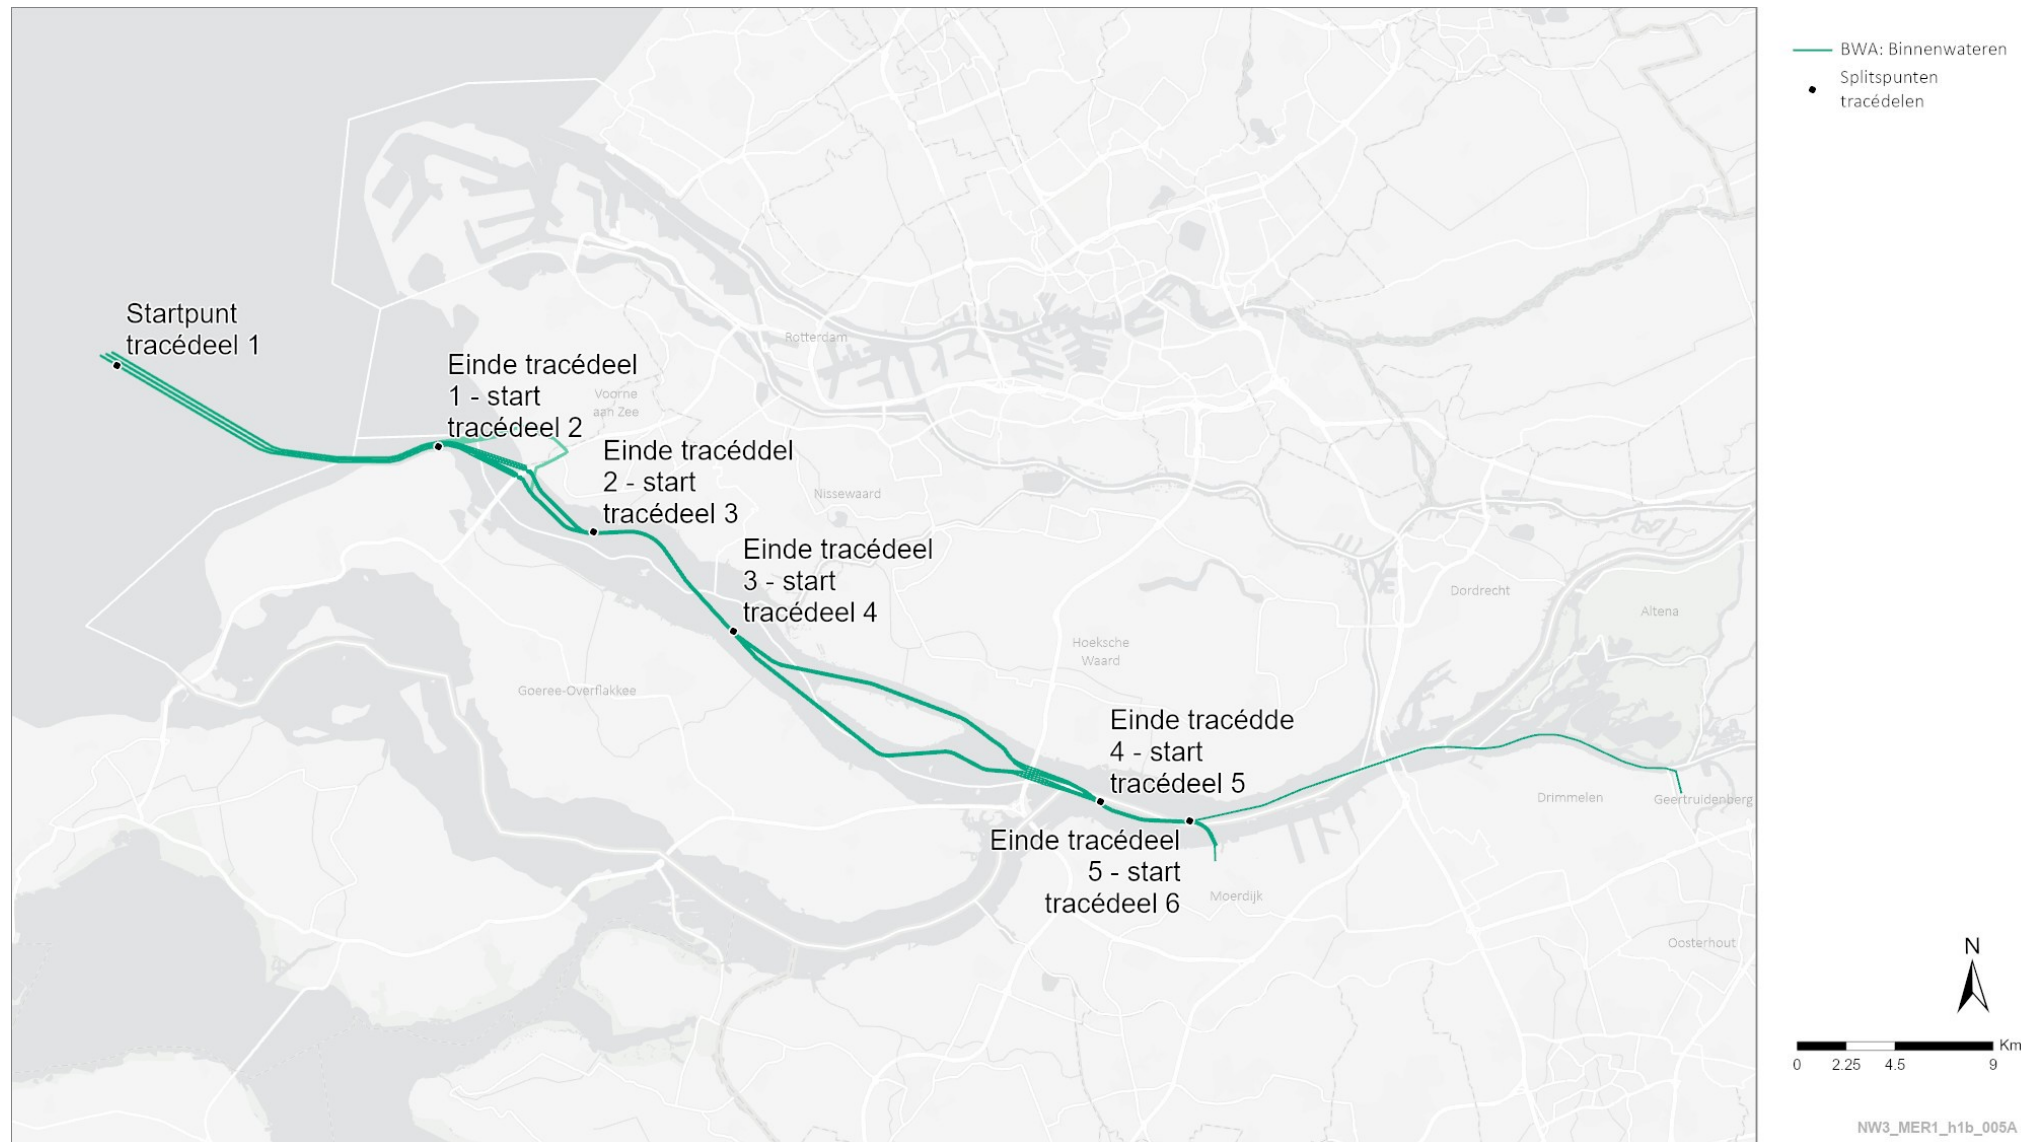 BWA: Binnenwateren
Splitspunten
tracédelen
Startpunt
tracédeel 1
Rotterdam
Einde tracédeel
1 - start
tracédeel 2
Voorne
aan Zee
Einde tracéddel
2 - start
tracédeel 3
Nissewaard
Einde tracédeel
3 - start
tracédeel 4
Dordrecht
Altena
Hoeksche
Waard
Goeree-Overflakkee
Einde tracédde
4 - start
tracédeel 5
Drimmelen
Geertruidenberg
Einde tracédeel
5 - start
tracédeel 6
Moerdijk
Oosterhout
N
Km
0 2.25 4.5 9
NW3_MER1_h1b_005A